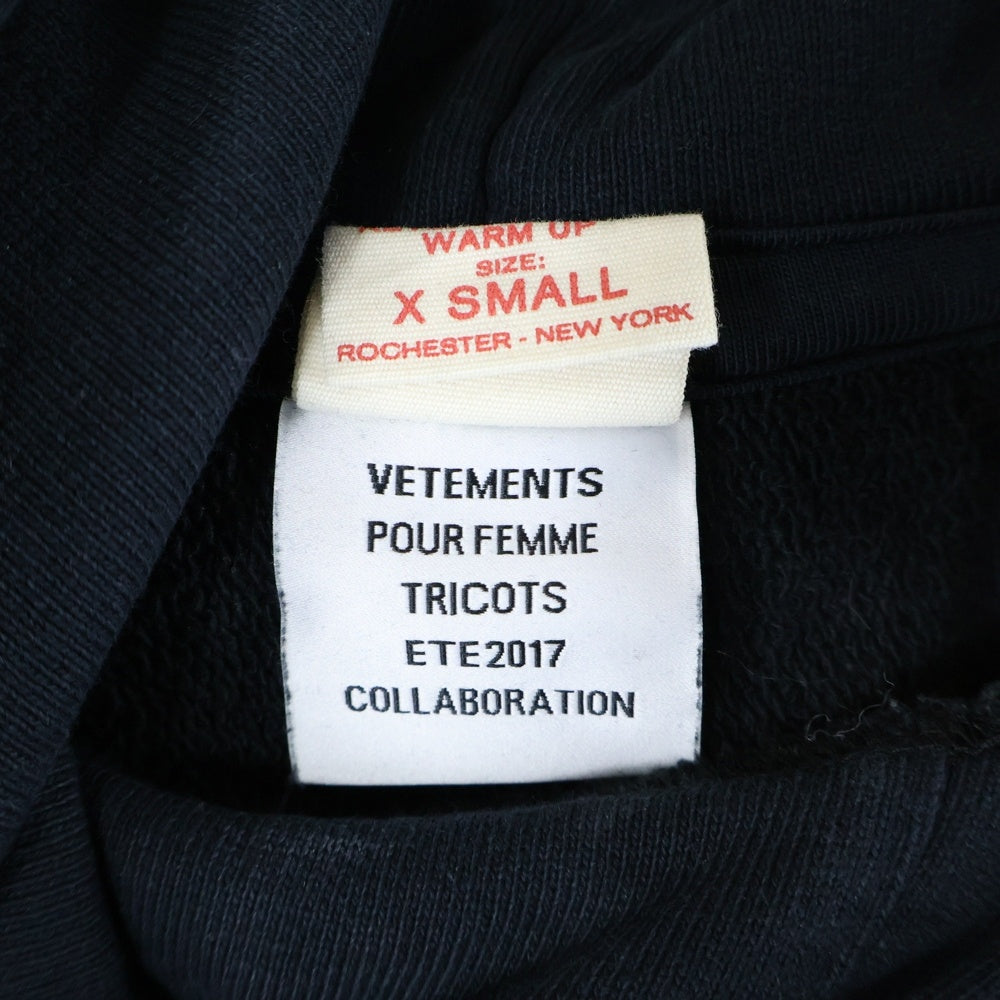 WARM UP
SIZE:
X SMALL
ROCHESTER - NEW YORK
VETEMENTS
POUR FEMME
TRICOTS
ETE2017
COLLABORATION